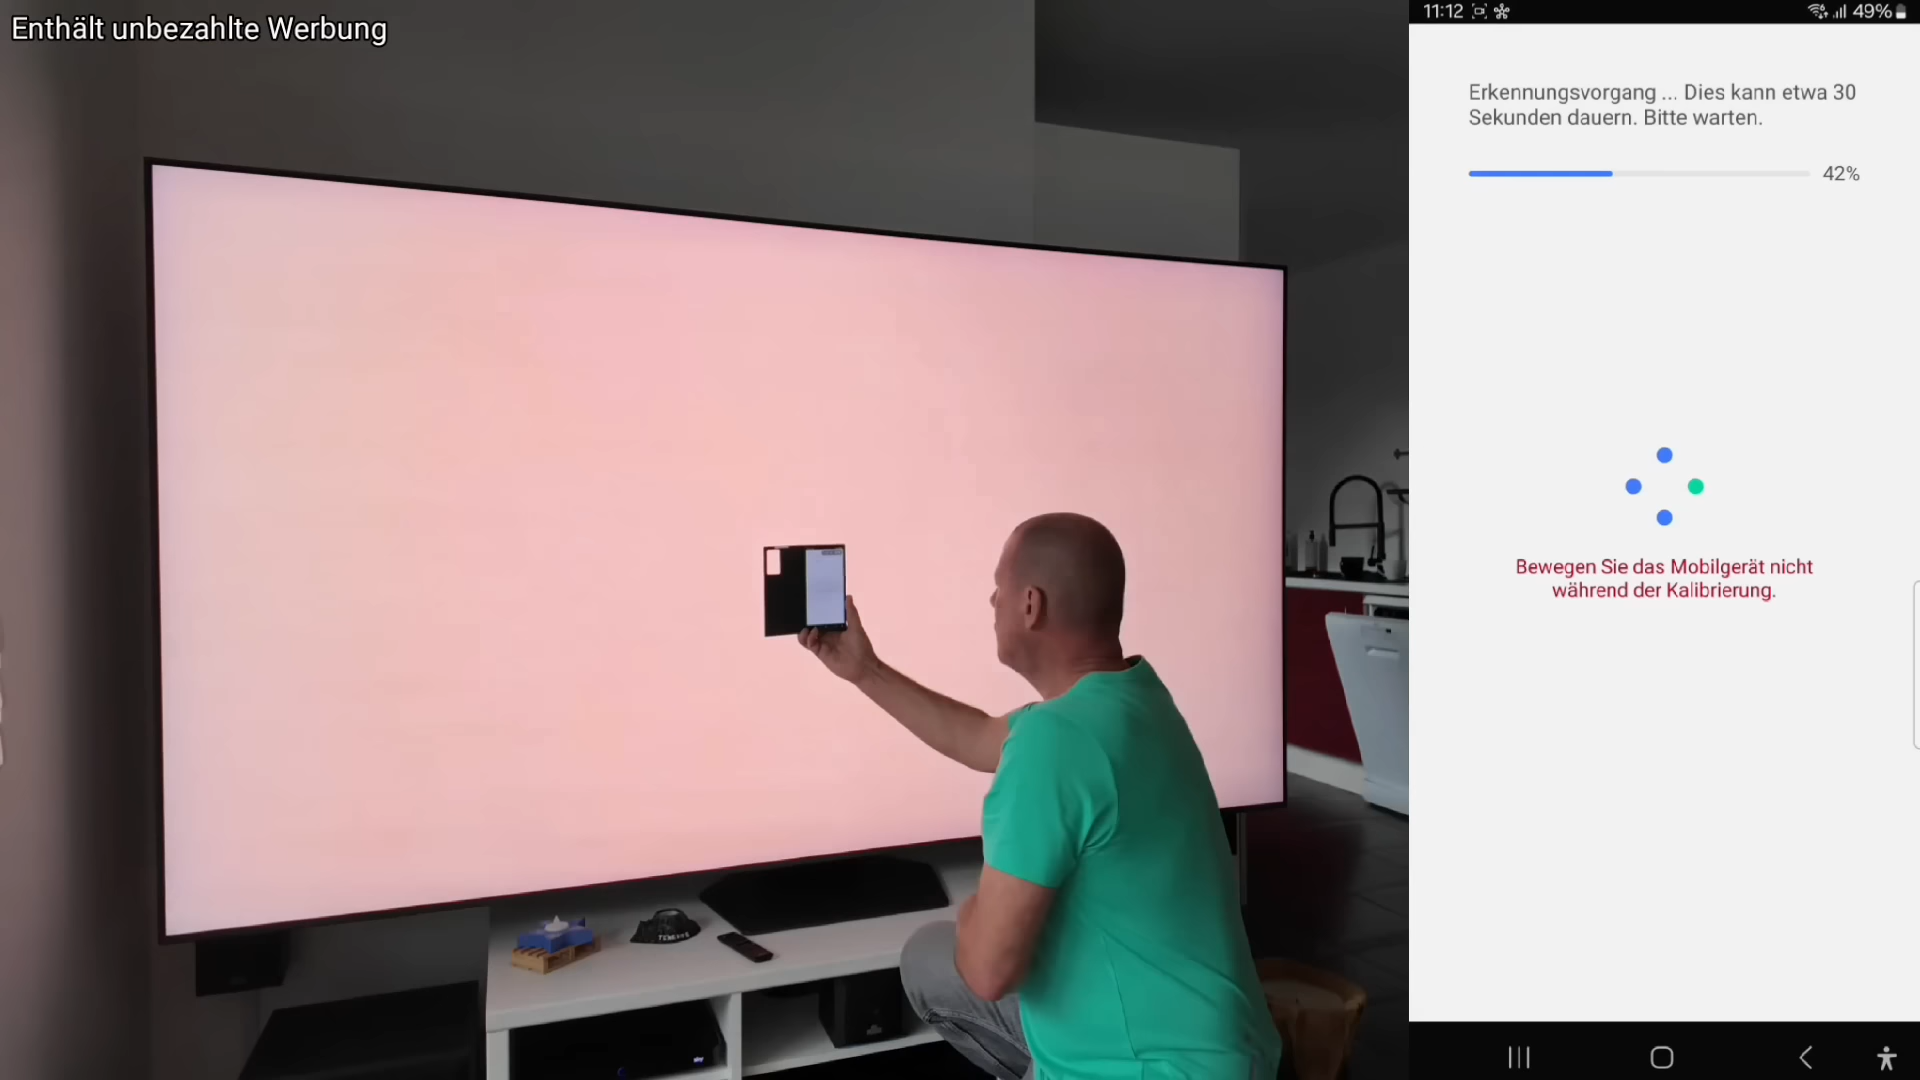 Enthält unbezahlte Werbung
11:12
49%
Erkennungsvorgang ... Dies kann etwa 30
Sekunden dauern. Bitte warten.
42%
Bewegen Sie das Mobilgerät nicht
während der Kalibrierung.
sky